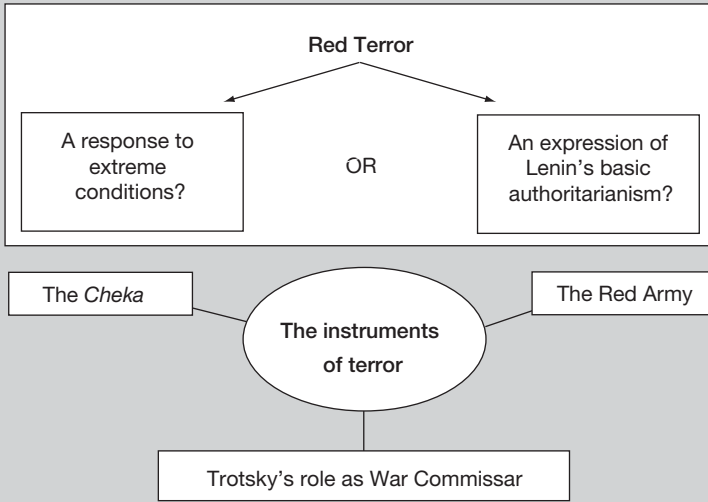 Red Terror
A response to
extreme
conditions?
OR
An expression of
Lenin's basic
authoritarianism?
The Cheka
The Red Army
The instruments
of terror
Trotsky's role as War Commissar